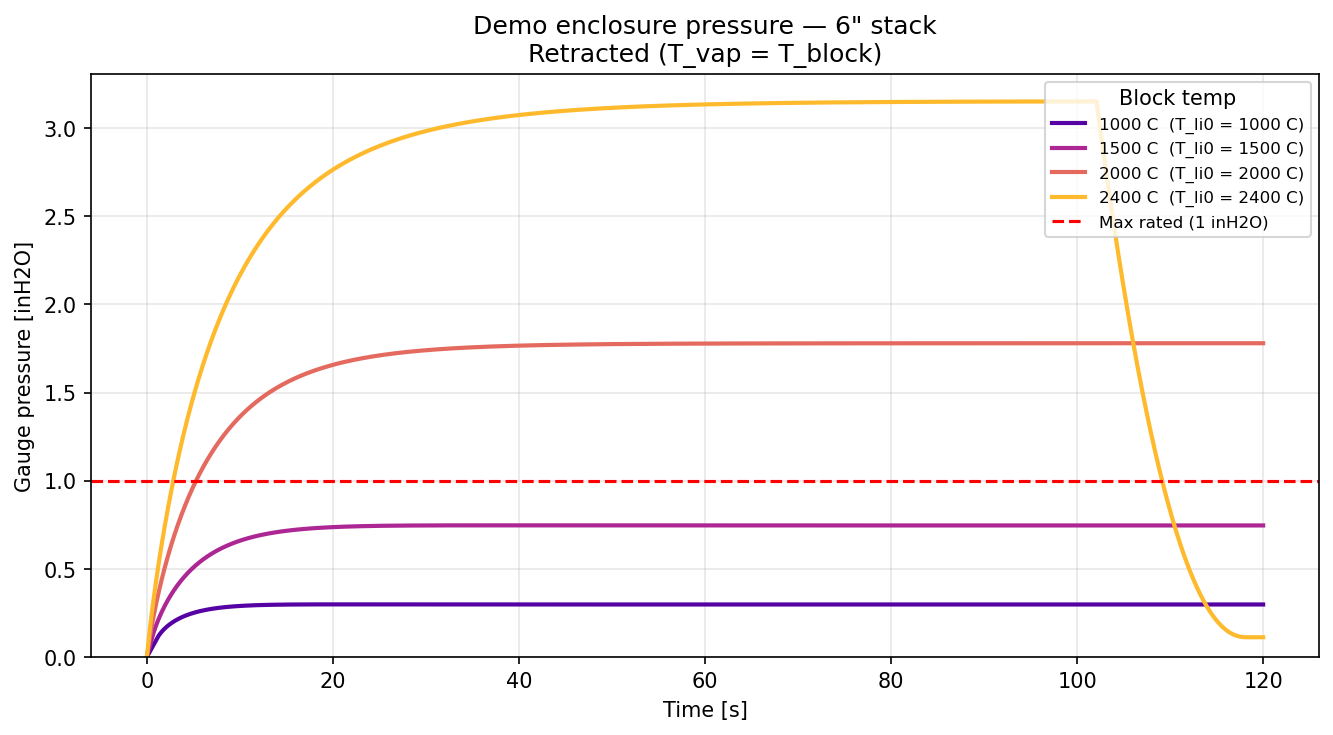 Demo enclosure pressure — 6" stack
Retracted (T_vap = T_block)
Gauge pressure [inH2O]
3.0
2.5
2.0
1.5
1.0
0.5
0.0
Block temp
1000 C  (T_li0 = 1000 C)
1500 C  (T_li0 = 1500 C)
2000 C  (T_li0 = 2000 C)
2400 C  (T_li0 = 2400 C)
Max rated (1 inH2O)
0 20 40 60 80 100 120
Time [s]